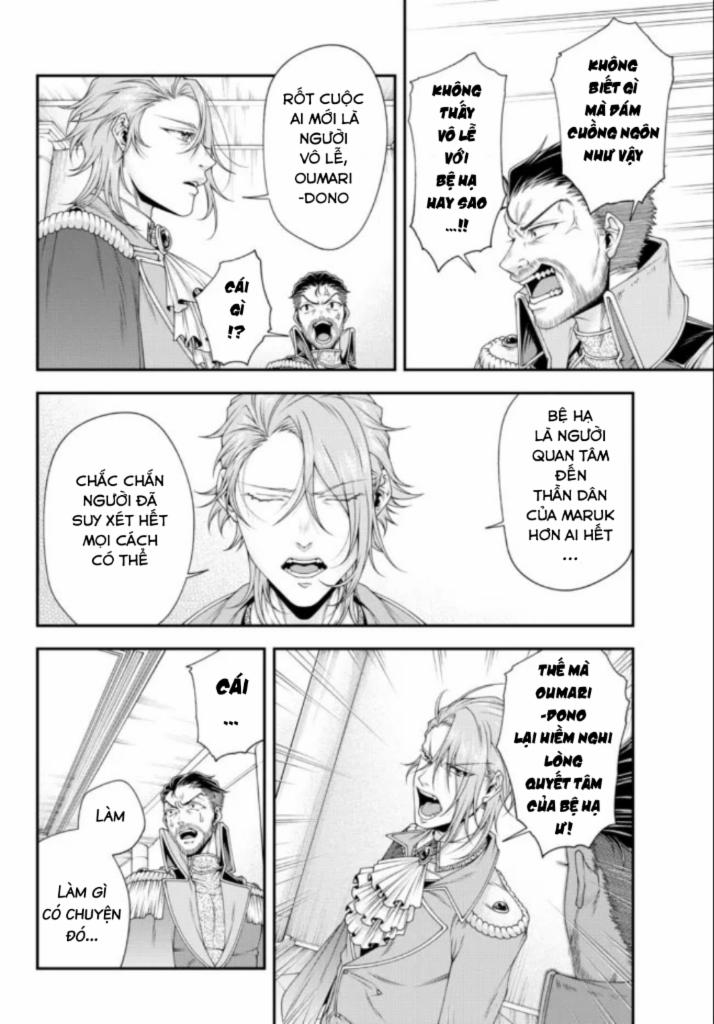 KHÔNG
BIẾT GÌ
MÀ DÁM
CUỒNG NGÔN
NHƯ VẬY
KHÔNG
THẤY
VÔ LỄ
VỚI
BỆ HẠ
HAY SAO
...!!
RỐT CUỘC
AI MỚI LÀ
NGƯỜI
VÔ LỄ,
OUMARI
-DONO
CÁI
GÌ
!?
BỆ HẠ
LÀ NGƯỜI
QUAN TÂM
ĐẾN
THẦN DÂN
CỦA MARUK
HƠN AI HẾT
...
CHẮC CHẮN
NGƯỜI ĐÃ
SUY XÉT HẾT
MỌI CÁCH
CÓ THỂ
THẾ MÀ
OUMARI
-DONO
LẠI HIỀM NGHI
LÒNG
QUYẾT TÂM
CỦA BỆ HẠ
Ư!
CÁI
...
LÀM
LÀM GÌ
CÓ CHUYỆN
ĐÓ...